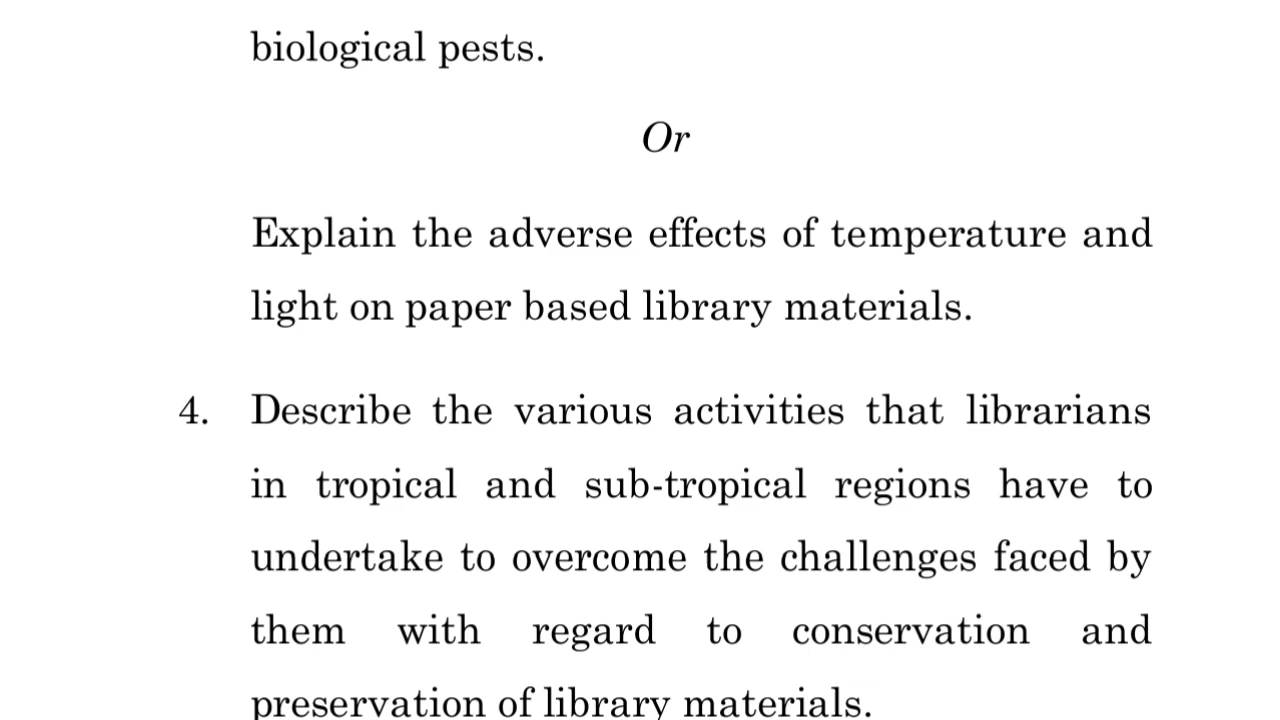 biological pests.
Or
Explain the adverse effects of temperature and
light on paper based library materials.
4. Describe the various activities that librarians
in tropical and sub-tropical regions have to
undertake to overcome the challenges faced by
them with regard to conservation and
preservation of library materials.